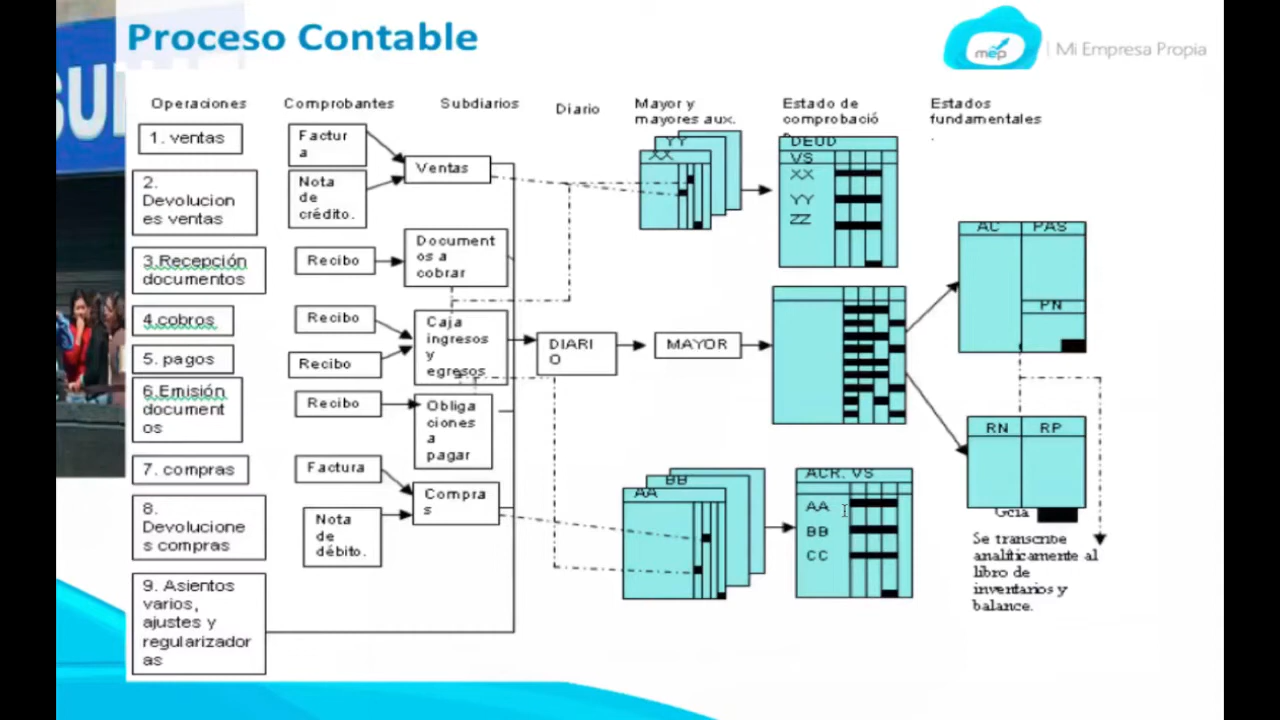 Proceso Contable
mep
Mi Empresa Propia
Operaciones
Comprobantes
Subdiarios
Diario
Mayor y
mayores aux.
Estado de
comprobació
Estados
fundamentales
.
1. ventas
2.
Devolucion
es ventas
3.Recepción
documentos
4.cobros
5. pagos
6.Emisión
document
os
7. compras
8.
Devolucione
s compras
9. Asientos
varios,
ajustes y
regularizador
as
Factur
a
Nota
de
crédito.
Recibo
Recibo
Recibo
Recibo
Factura
Nota
de
débito.
Ventas
Document
os a
cobrar
Caja
ingresos
y
egresos
Obliga
ciones
a
pagar
Compra
s
DIARI
O
MAYOR
YY
XX
BB
AA
DEUD
VS
XX
YY
ZZ
ACR. VS
AA
BB
CC
AC
PAS
PN
RN
RP
Gcia
Se transcribe
analíticamente al
libro de
inventarios y
balance.